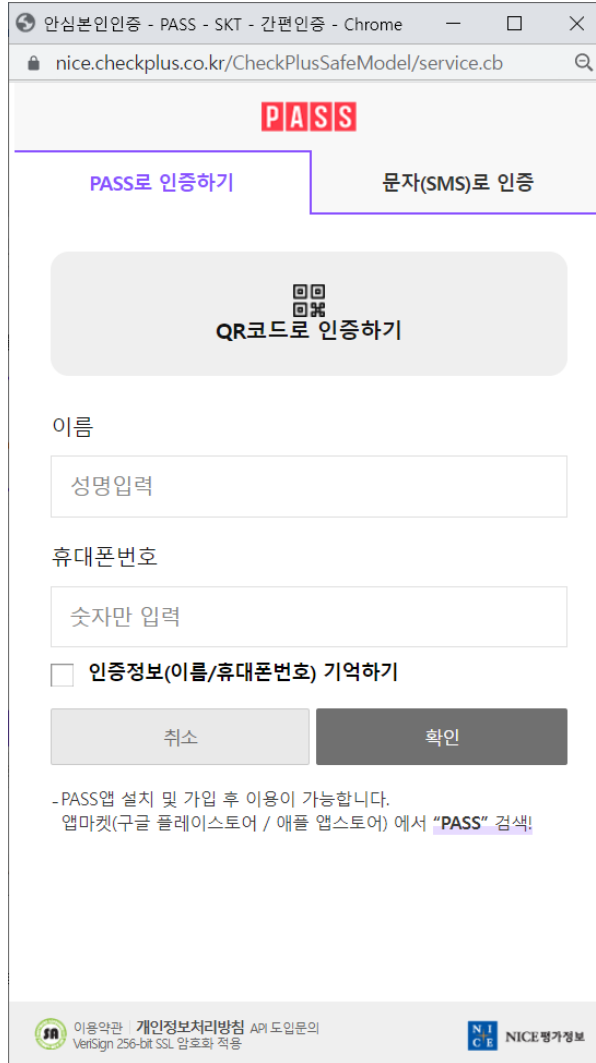 안심본인인증 - PASS - SKT - 간편인증 - Chrome
nice.checkplus.co.kr/CheckPlusSafeModel/service.cb
PASS
PASS로 인증하기
문자(SMS)로 인증
QR코드로 인증하기
이름
성명입력
휴대폰번호
숫자만 입력
인증정보(이름/휴대폰번호) 기억하기
취소
확인
-PASS앱 설치 및 가입 후 이용이 가능합니다.
앱마켓(구글 플레이스토어 / 애플 앱스토어) 에서 “PASS” 검색!
이용약관 | 개인정보처리방침 API 도입문의
VeriSign 256-bit SSL 암호화 적용
NICE NICE평가정보